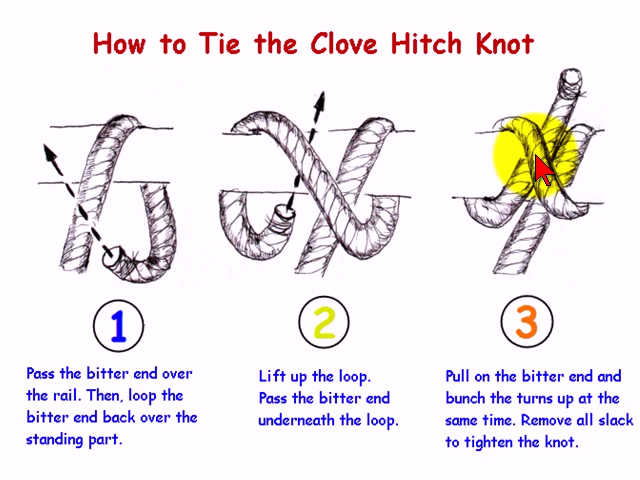 How to Tie the Clove Hitch Knot
1
2
3
Pass the bitter end over
the rail. Then, loop the
bitter end back over the
standing part.
Lift up the loop.
Pass the bitter end
underneath the loop.
Pull on the bitter end and
bunch the turns up at the
same time. Remove all slack
to tighten the knot.